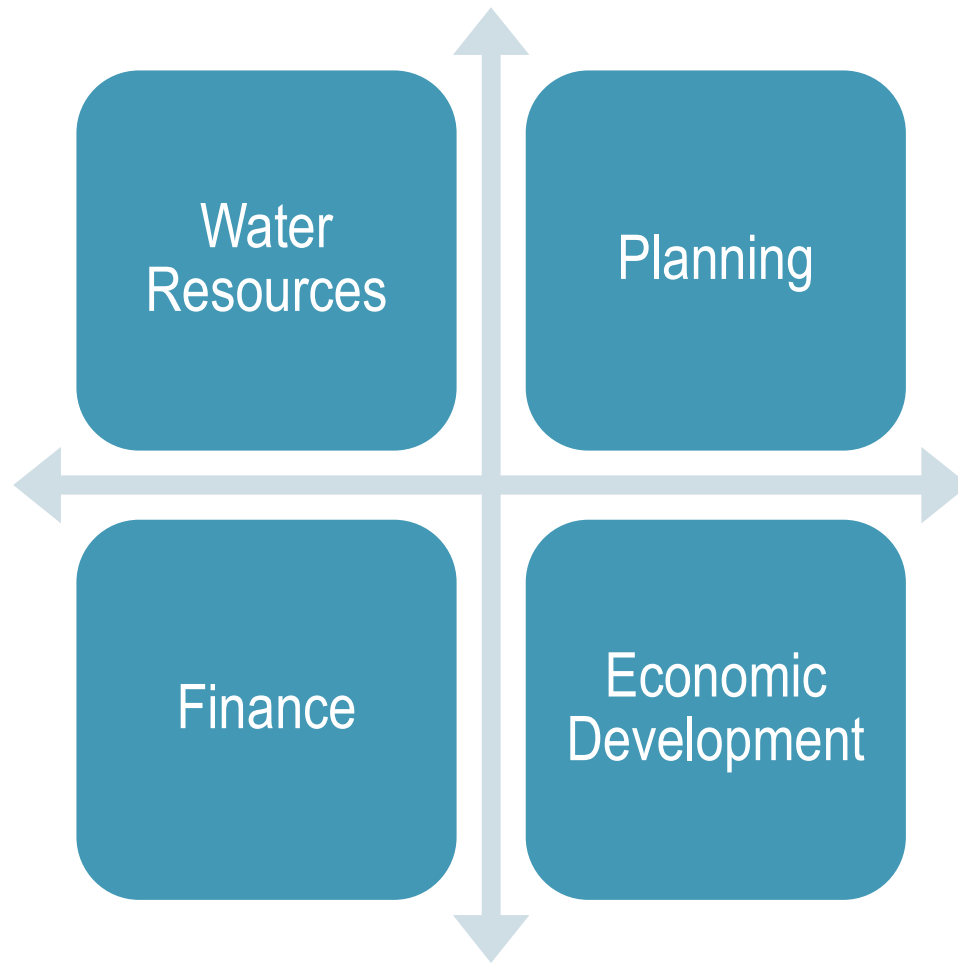 Water
Resources
Planning
Finance
Economic
Development